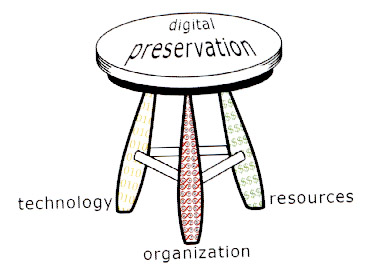 digital
preservation
technology
organization
resources